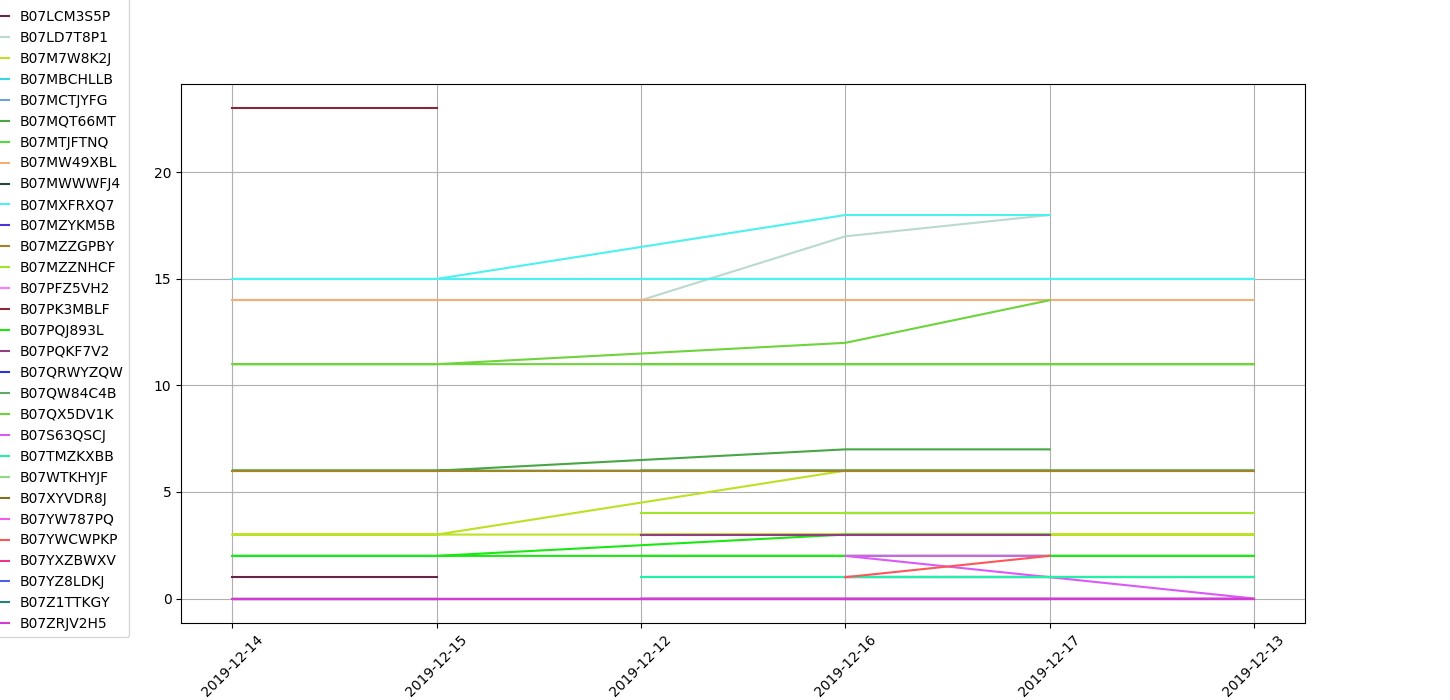 B07LCM3S5P
B07LD7T8P1
B07M7W8K2J
B07MBCHLLB
B07MCTJYFG
B07MQT66MT
B07MTJFTNQ
B07MW49XBL
B07MWWWFJ4
B07MXFRXQ7
B07MZYKM5B
B07MZZGPBY
B07MZZNHCF
B07PFZ5VH2
B07PK3MBLF
B07PQJ893L
B07PQKF7V2
B07QRWYZQW
B07QW84C4B
B07QX5DV1K
B07S63QSCJ
B07TMZKXBB
B07WTKHYJF
B07XYVDR8J
B07YW787PQ
B07YWCWPKP
B07YXZBWXV
B07YZ8LDKJ
B07Z1TTKGY
B07ZRJV2H5
20
15
10
5
0
2019-12-14
2019-12-15
2019-12-12
2019-12-16
2019-12-17
2019-12-13